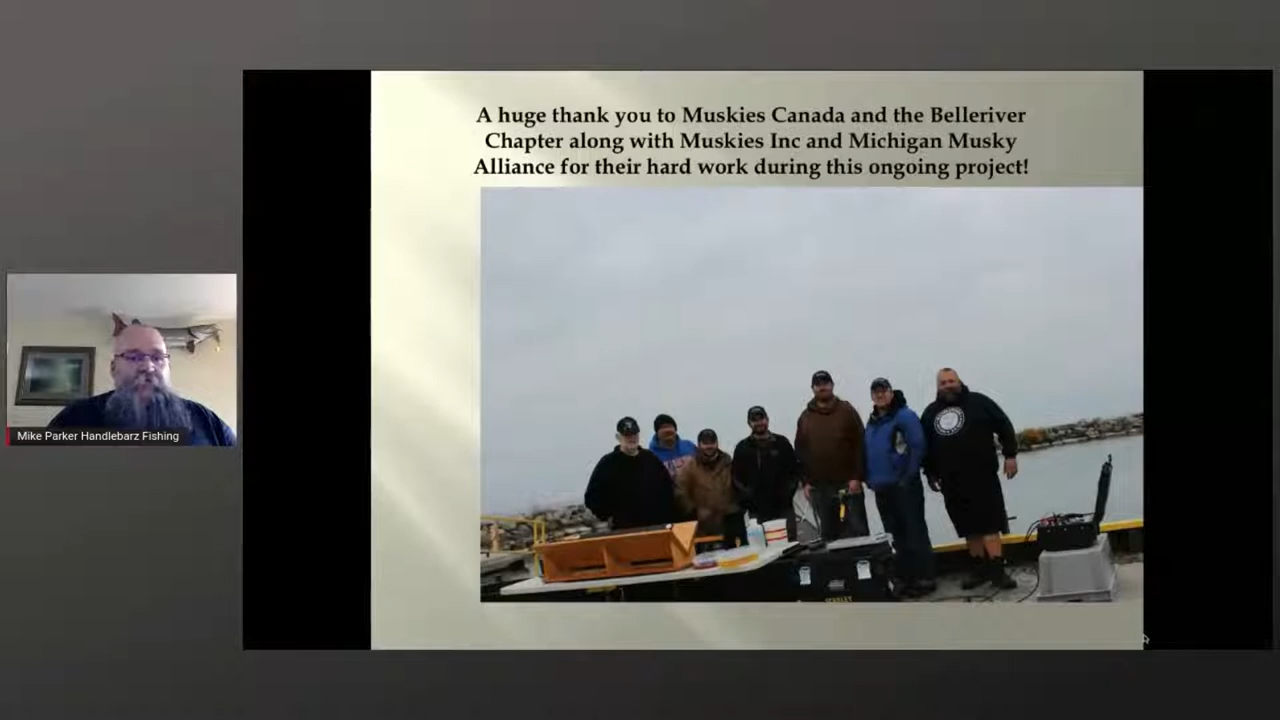 A huge thank you to Muskies Canada and the Belleriver
Chapter along with Muskies Inc and Michigan Musky
Alliance for their hard work during this ongoing project!
Mike Parker Handlebarz Fishing